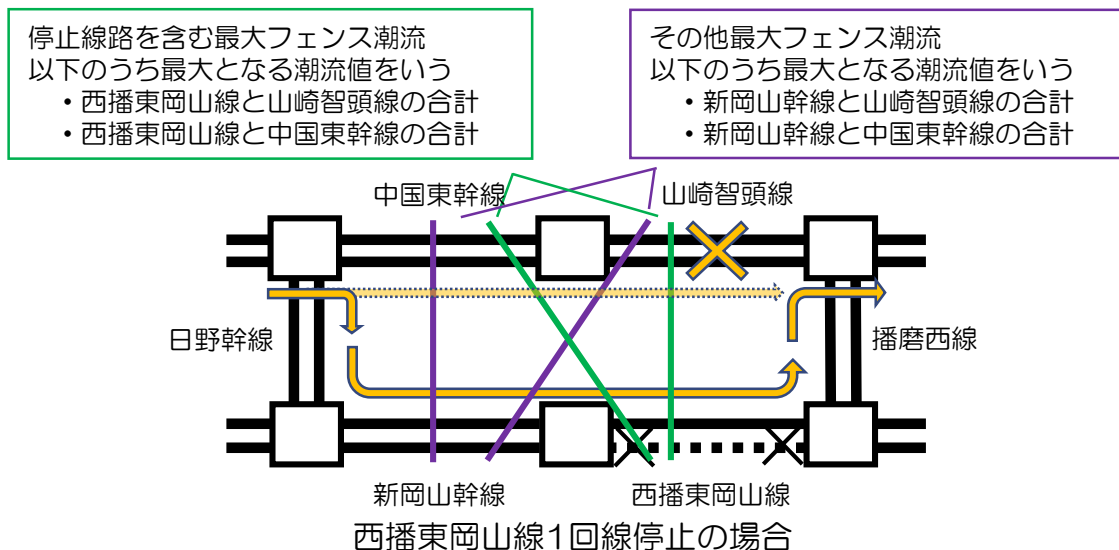 停止線路を含む最大フェンス潮流
以下のうち最大となる潮流値をいう
・西播東岡山線と山崎智頭線の合計
・西播東岡山線と中国東幹線の合計
その他最大フェンス潮流
以下のうち最大となる潮流値をいう
・新岡山幹線と山崎智頭線の合計
・新岡山幹線と中国東幹線の合計
中国東幹線
山崎智頭線
日野幹線
播磨西線
新岡山幹線
西播東岡山線
西播東岡山線1回線停止の場合